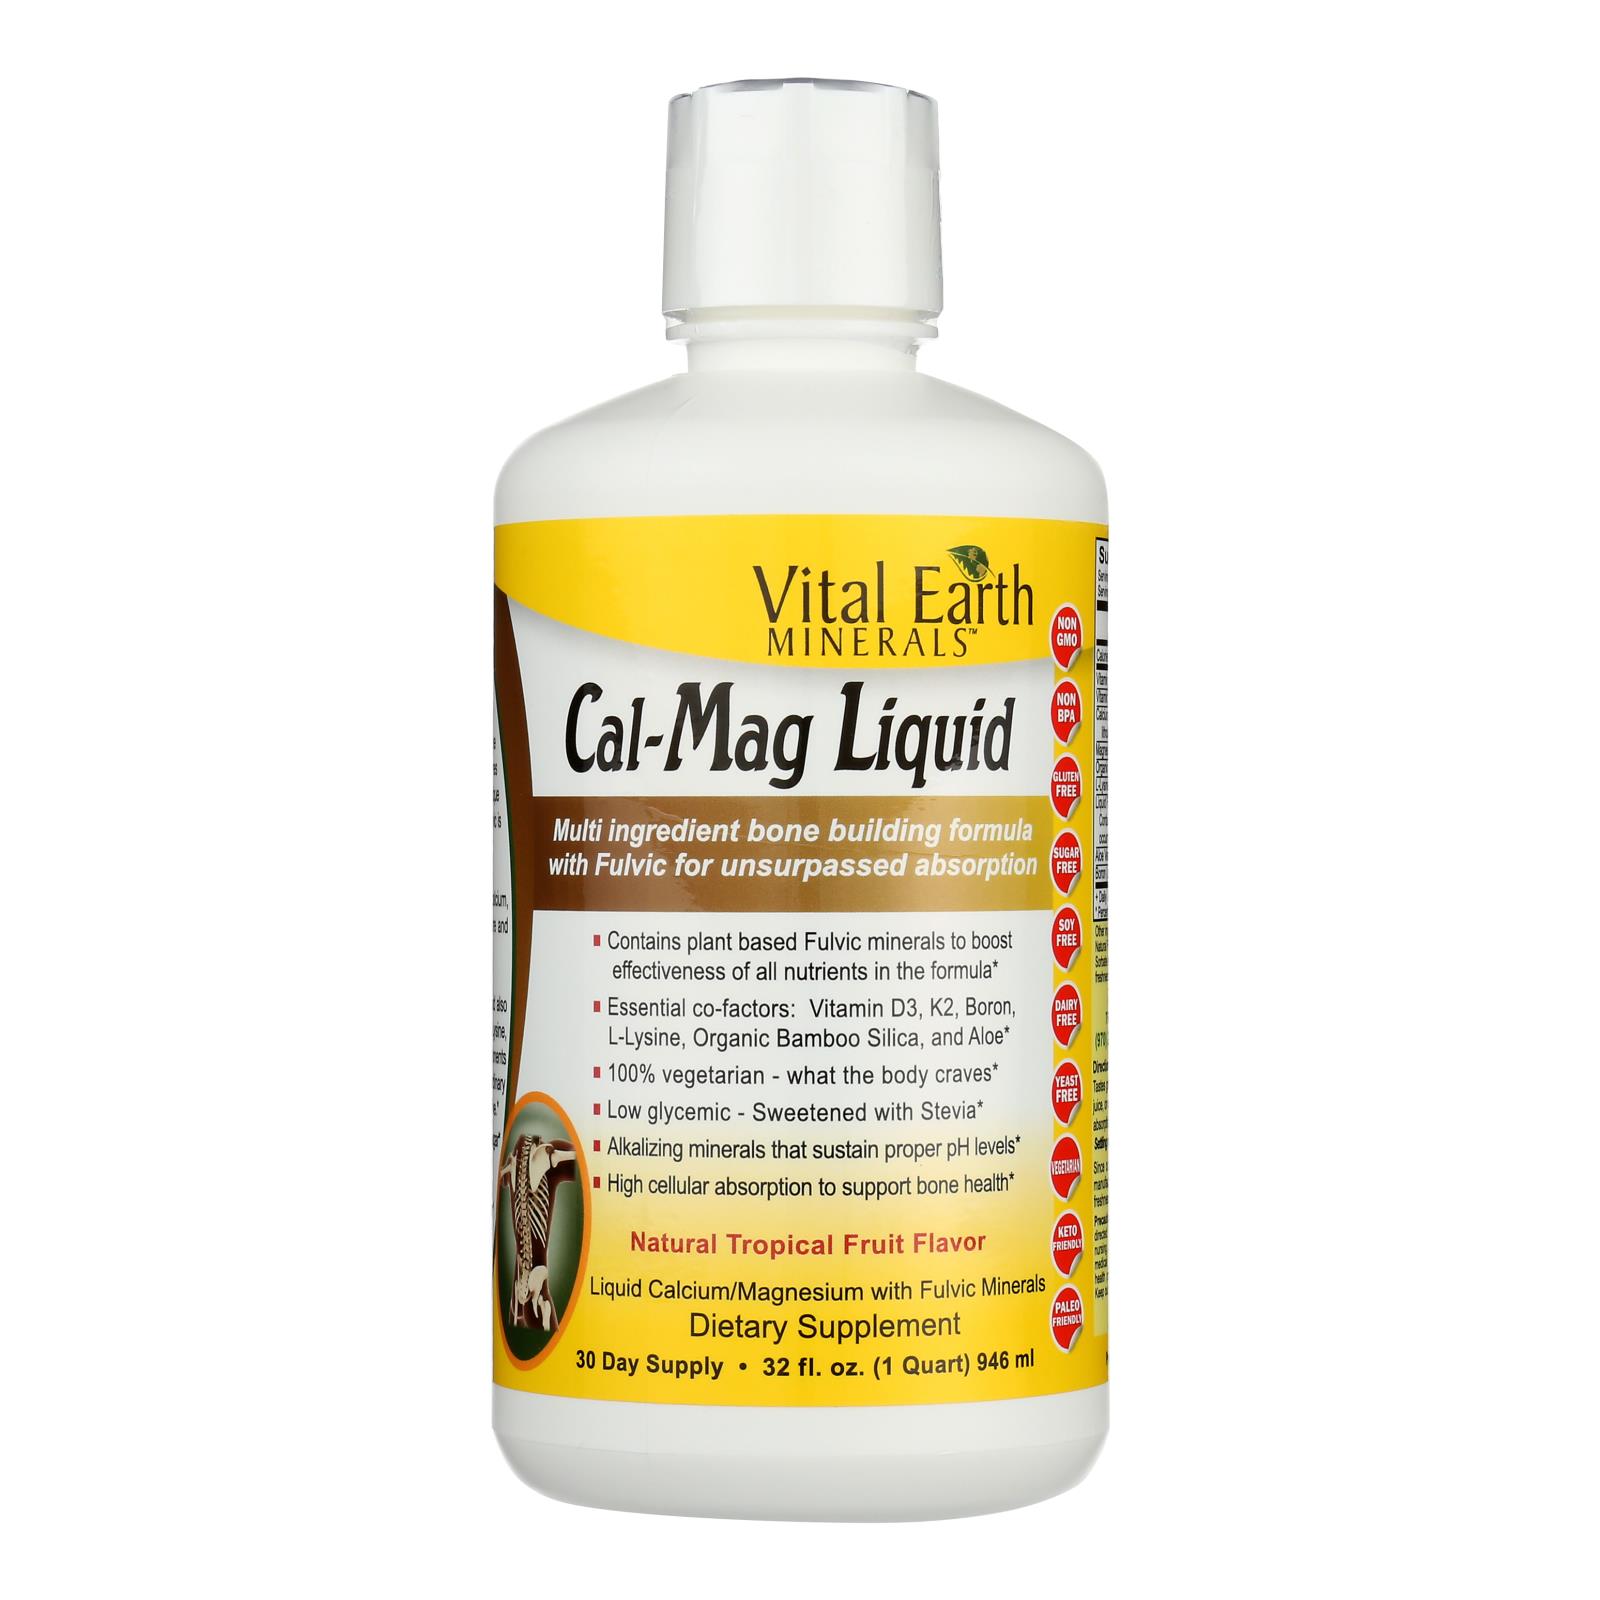 Vital Earth
MINERALS™
Cal-Mag Liquid
Multi ingredient bone building formula
with Fulvic for unsurpassed absorption
▪ Contains plant based Fulvic minerals to boost
effectiveness of all nutrients in the formula*
▪ Essential co-factors: Vitamin D3, K2, Boron,
L-Lysine, Organic Bamboo Silica, and Aloe*
▪ 100% vegetarian - what the body craves*
▪ Low glycemic - Sweetened with Stevia*
▪ Alkalizing minerals that sustain proper pH levels*
▪ High cellular absorption to support bone health*
Natural Tropical Fruit Flavor
Liquid Calcium/Magnesium with Fulvic Minerals
Dietary Supplement
30 Day Supply • 32 fl. oz. (1 Quart) 946 ml
NON
GMO
NON
BPA
GLUTEN
FREE
SUGAR
FREE
SOY
FREE
DAIRY
FREE
YEAST
FREE
VEGETARIAN
KETO
FRIENDLY
PALEO
FRIENDLY